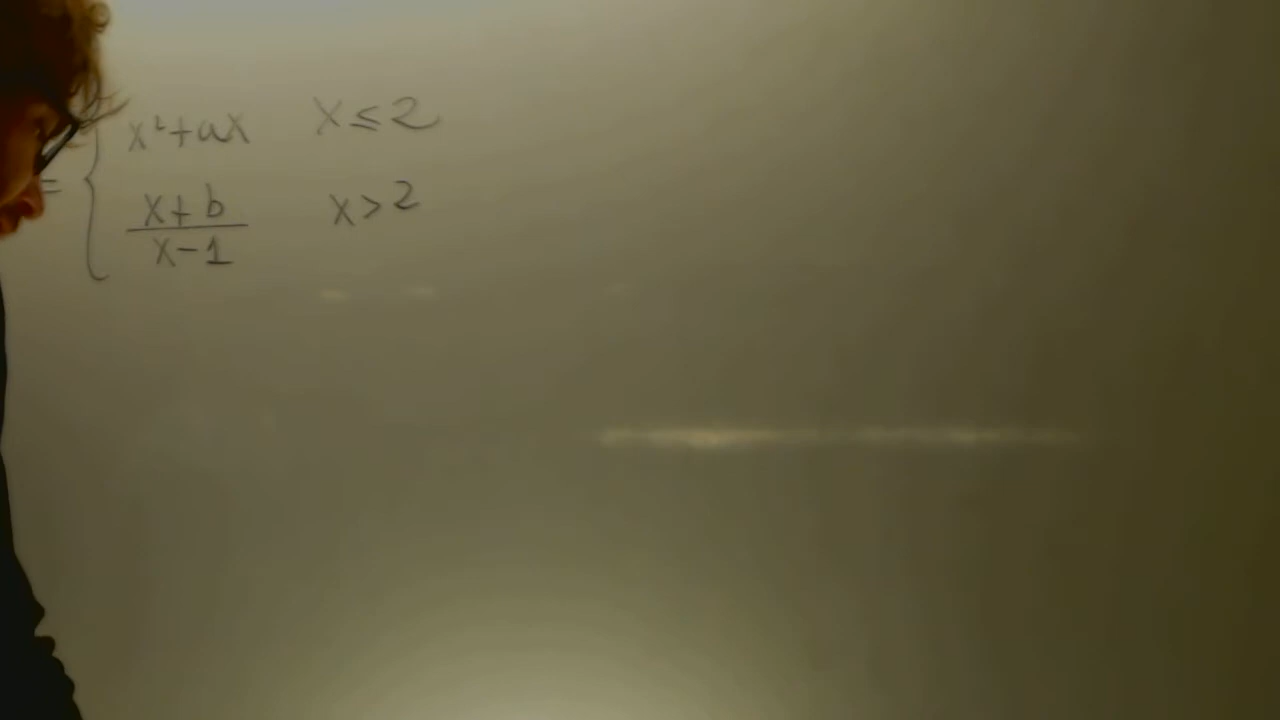 x²+ax x≤2
= {
x+b x>2
x-1